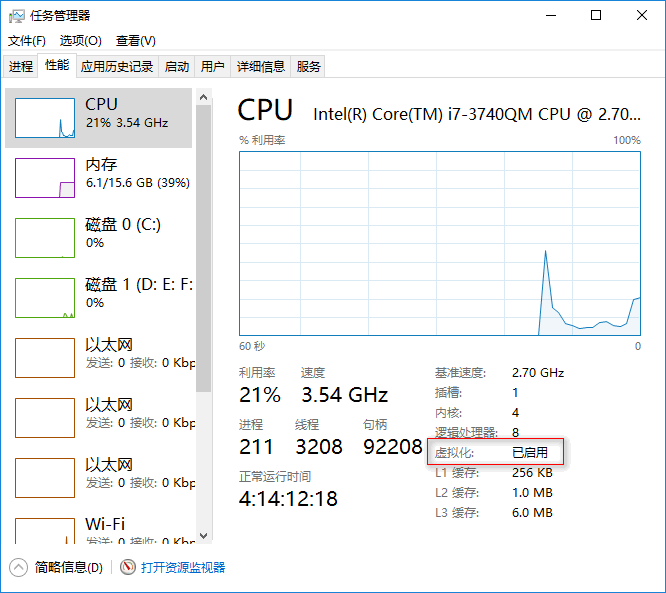 任务管理器
文件(F) 选项(O) 查看(V)
进程 性能 应用历史记录 启动 用户 详细信息 服务
CPU
21% 3.54 GHz
内存
6.1/15.6 GB (39%)
磁盘 0 (C:)
0%
磁盘 1 (D: E: F:
0%
以太网
发送: 0 接收: 0 Kbp
以太网
发送: 0 接收: 0 Kbp
以太网
发送: 0 接收: 0 Kbp
Wi-Fi
发送: 0 接收: 0 Kbp
CPU Intel(R) Core(TM) i7-3740QM CPU @ 2.70...
% 利用率 100%
60 秒 0
利用率 速度
21% 3.54 GHz
进程 线程 句柄
211 3208 92208
正常运行时间
4:14:12:18
基准速度: 2.70 GHz
插槽: 1
内核: 4
逻辑处理器: 8
虚拟化: 已启用
L1 缓存: 256 KB
L2 缓存: 1.0 MB
L3 缓存: 6.0 MB
简略信息(D) 打开资源监视器